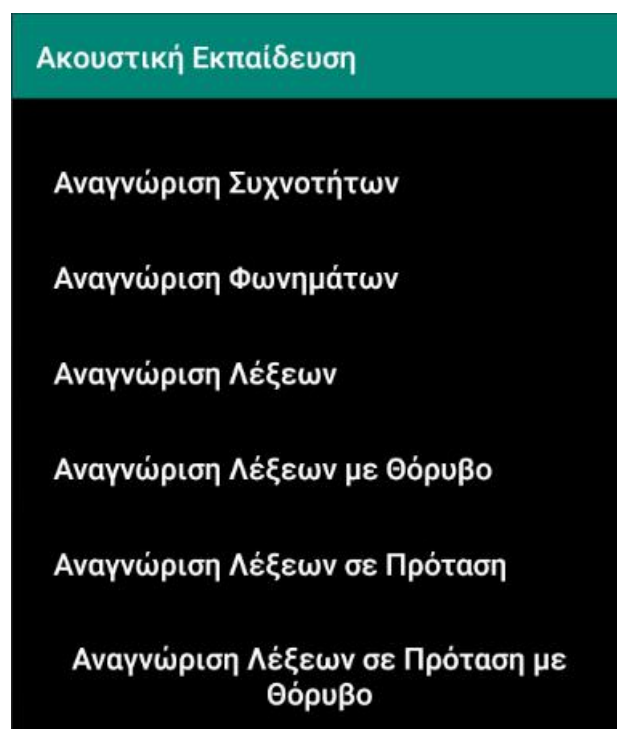 Ακουστική Εκπαίδευση
Αναγνώριση Συχνοτήτων
Αναγνώριση Φωνημάτων
Αναγνώριση Λέξεων
Αναγνώριση Λέξεων με Θόρυβο
Αναγνώριση Λέξεων σε Πρόταση
Αναγνώριση Λέξεων σε Πρόταση με
Θόρυβο